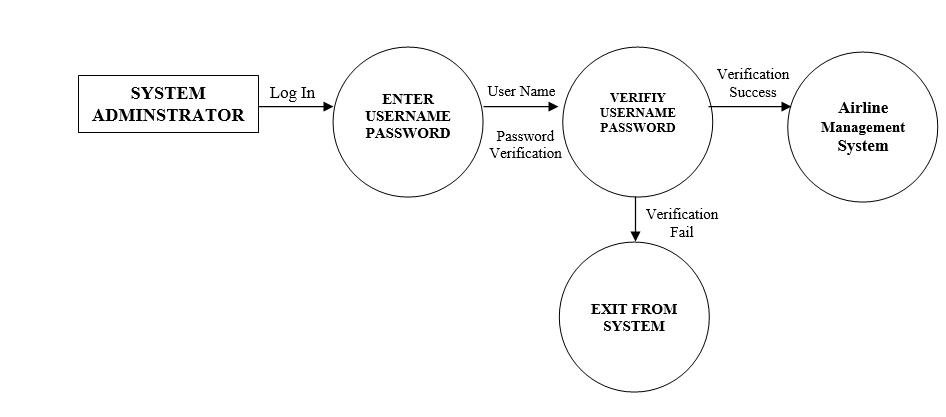 SYSTEM
ADMINSTRATOR
Log In
ENTER
USERNAME
PASSWORD
User Name
Password
Verification
VERIFIY
USERNAME
PASSWORD
Verification
Success
Airline
Management
System
Verification
Fail
EXIT FROM
SYSTEM